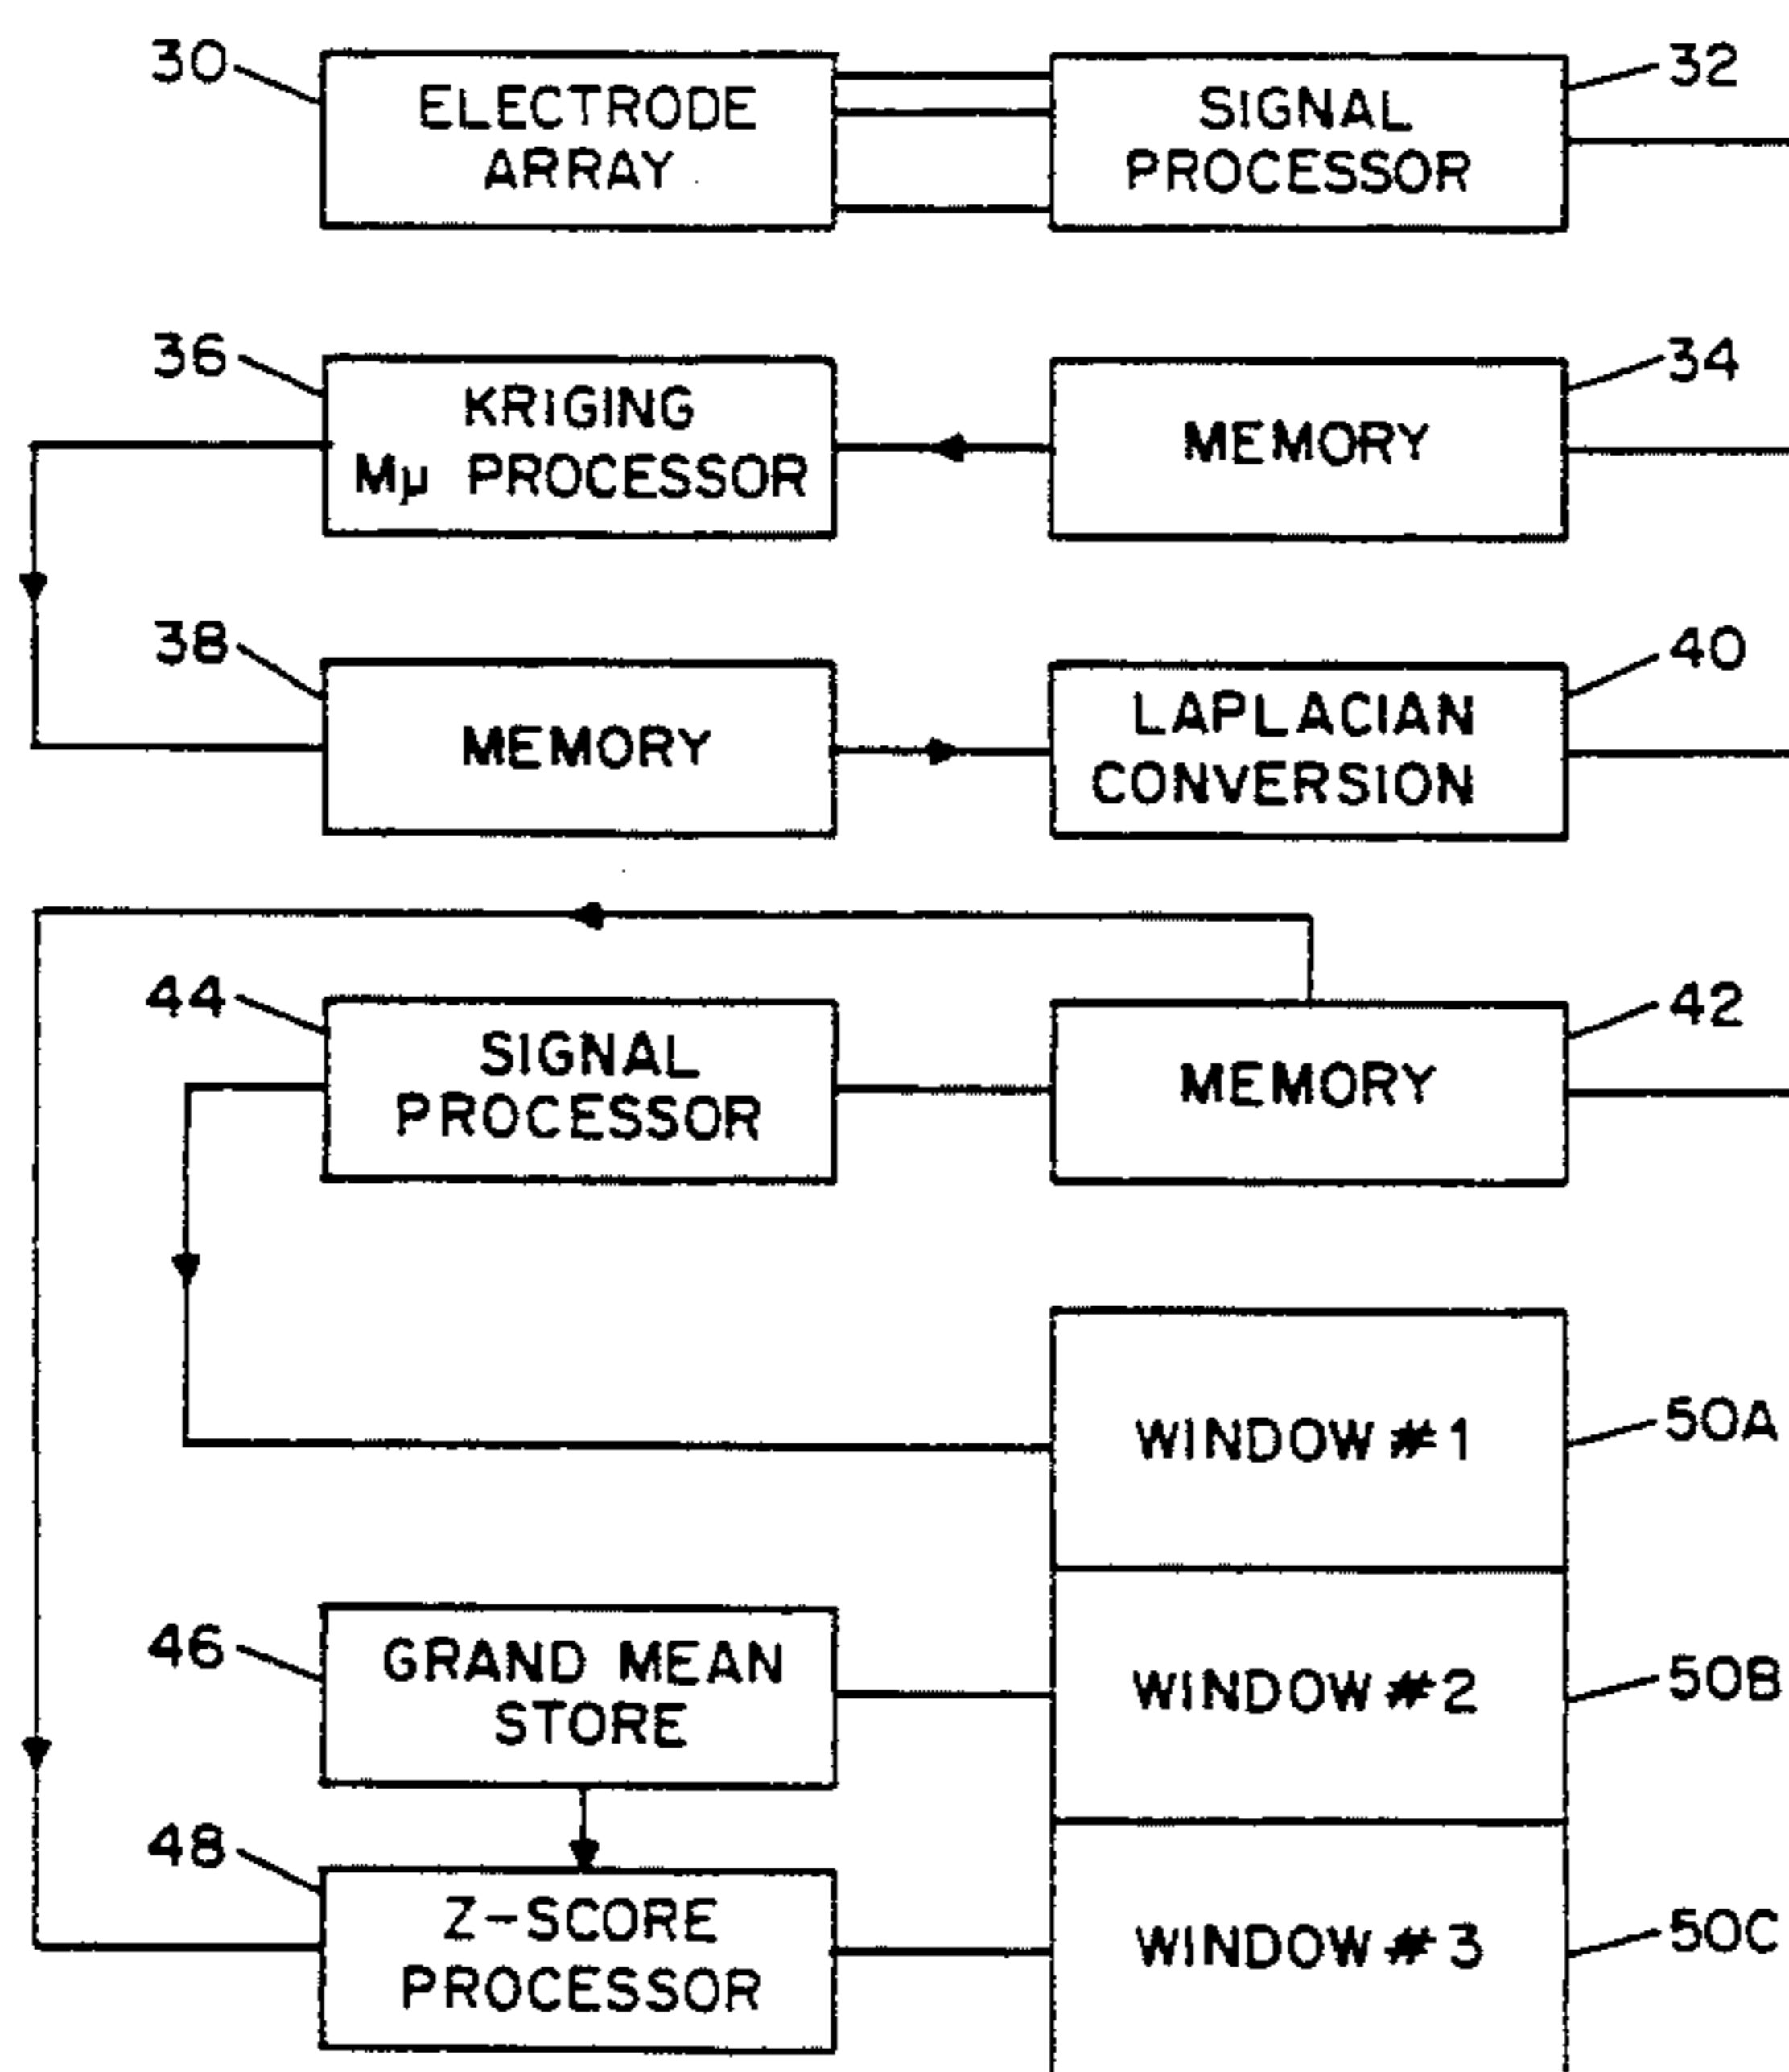 30
ELECTRODE
ARRAY
SIGNAL
PROCESSOR
32
36
KRIGING
Mµ PROCESSOR
MEMORY
34
38
MEMORY
LAPLACIAN
CONVERSION
40
44
SIGNAL
PROCESSOR
MEMORY
42
WINDOW #1
50A
46
GRAND MEAN
STORE
WINDOW #2
50B
48
Z-SCORE
PROCESSOR
WINDOW #3
50C